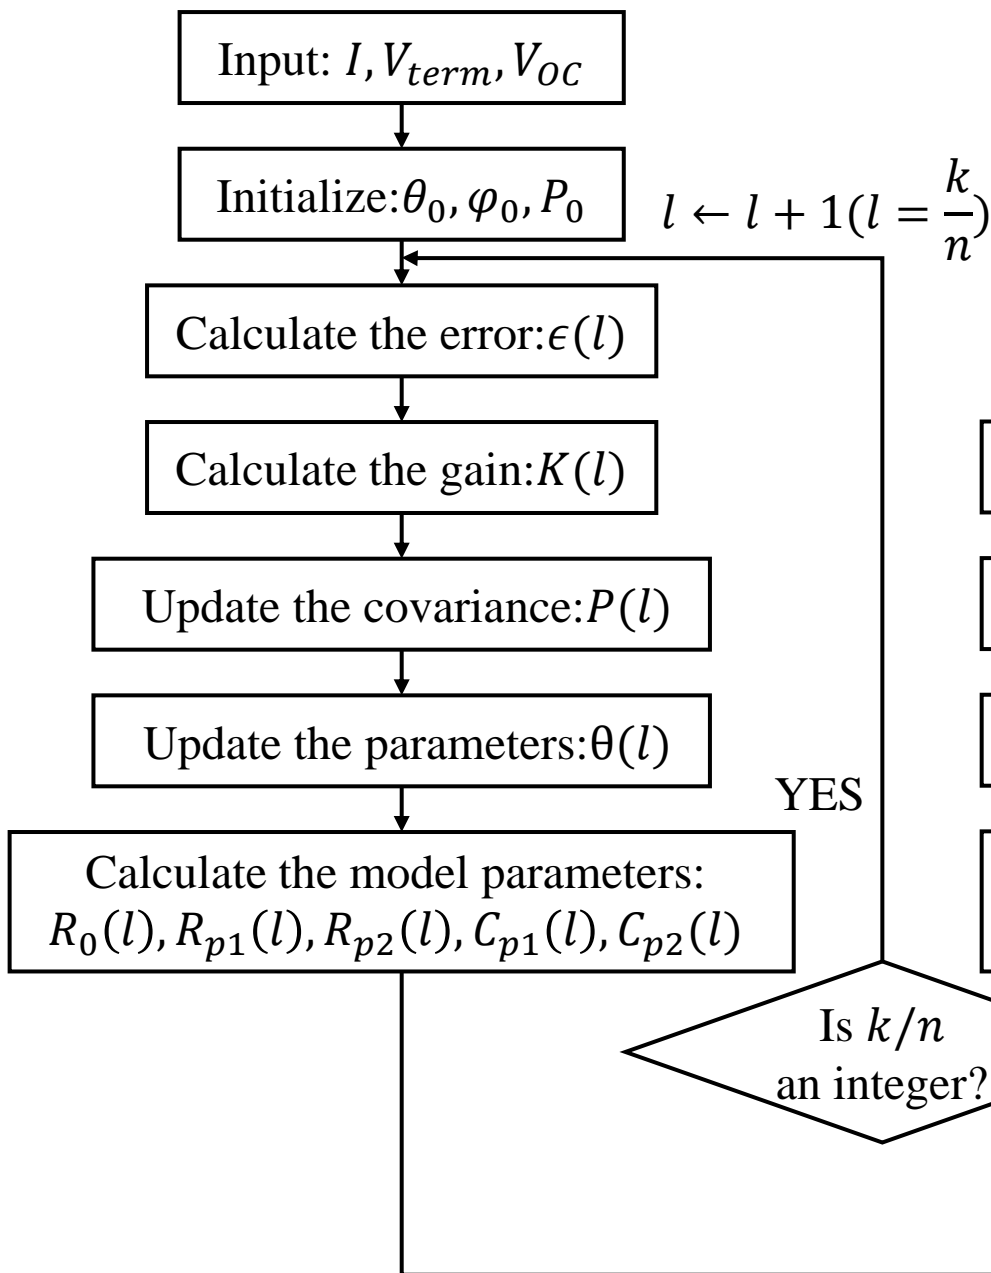 Input: I, V_term, V_OC
Initialize:θ_0, φ_0, P_0
l ← l + 1(l = k/n)
Calculate the error:ϵ(l)
Calculate the gain:K(l)
Update the covariance:P(l)
Update the parameters:θ(l)
YES
Calculate the model parameters:
R_0(l), R_p1(l), R_p2(l), C_p1(l), C_p2(l)
Is k/n
an integer?